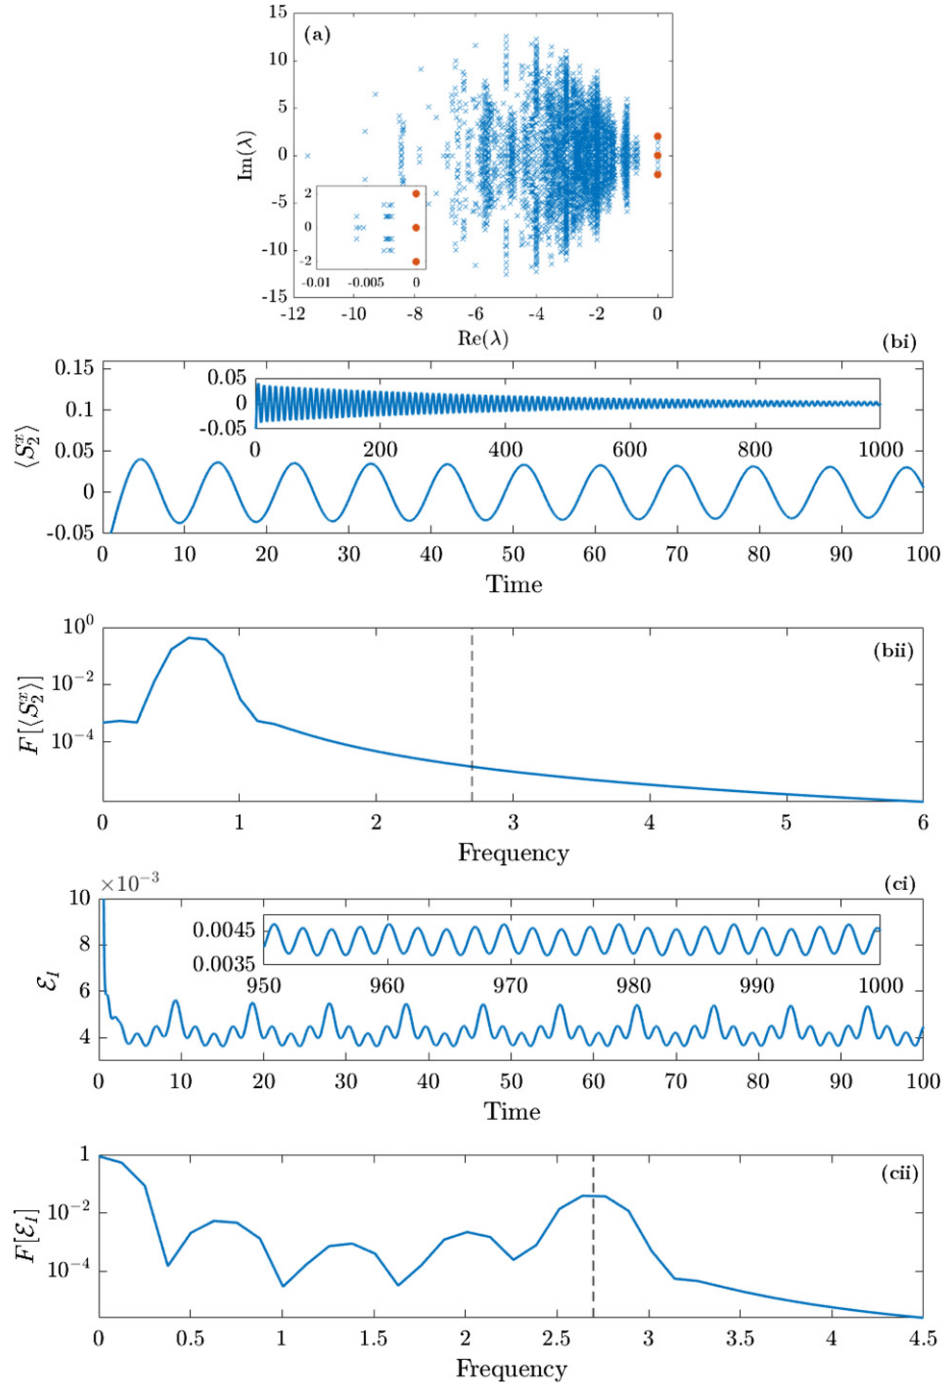 (a)
15
10
5
0
-5
-10
-15
Im(λ)
2
0
-2
-0.01 -0.005 0
-12 -10 -8 -6 -4 -2 0
Re(λ)
(bi)
0.15
0.1
0.05
0
-0.05
⟨S₂ˣ⟩
0.05
0
-0.05
0 200 400 600 800 1000
0 10 20 30 40 50 60 70 80 90 100
Time
(bii)
10⁰
10⁻²
10⁻⁴
F[⟨S₂ˣ⟩]
0 1 2 3 4 5 6
Frequency
×10⁻³
(ci)
10
8
6
4
ℰ_l
0.0045
0.0035
950 960 970 980 990 1000
0 10 20 30 40 50 60 70 80 90 100
Time
(cii)
1
10⁻²
10⁻⁴
F[ℰ_l]
0 0.5 1 1.5 2 2.5 3 3.5 4 4.5
Frequency